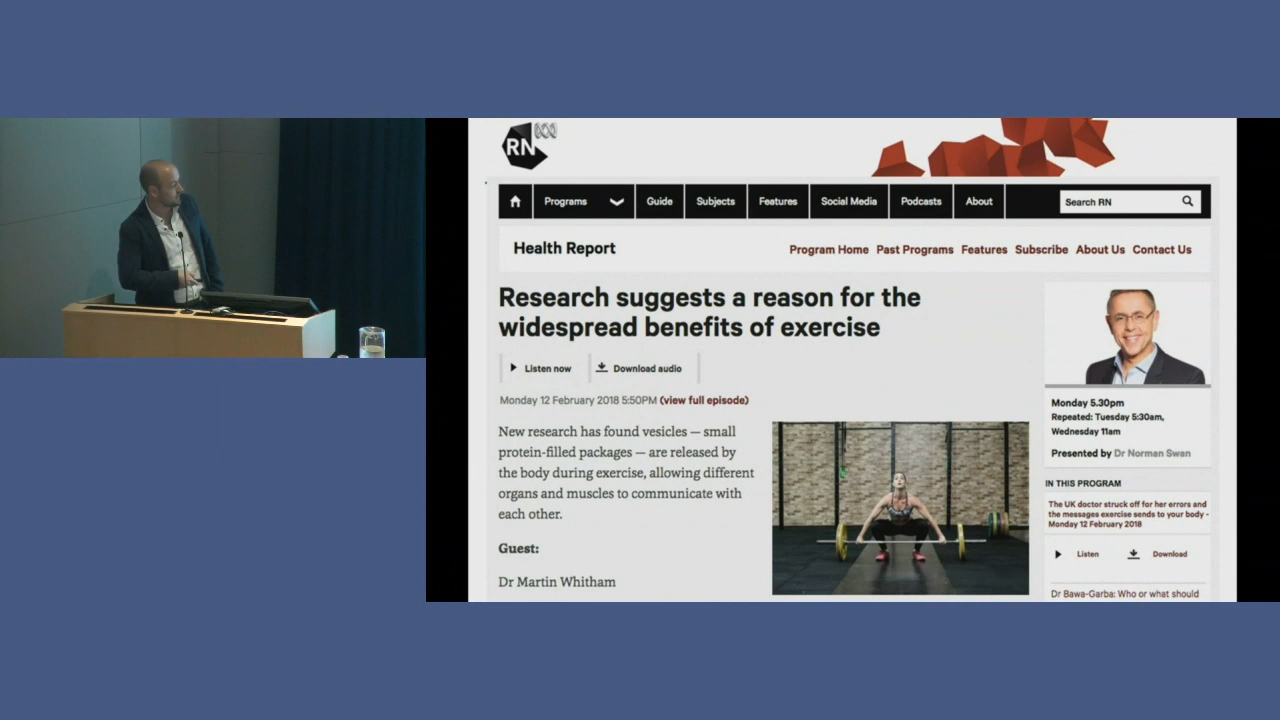 RN
Programs
Guide
Subjects
Features
Social Media
Podcasts
About
Search RN
Health Report
Program Home
Past Programs
Features
Subscribe
About Us
Contact Us
Research suggests a reason for the
widespread benefits of exercise
Listen now
Download audio
Monday 12 February 2018 5:50PM (view full episode)
New research has found vesicles — small
protein-filled packages — are released by
the body during exercise, allowing different
organs and muscles to communicate with
each other.
Guest:
Dr Martin Whitham
Monday 5.30pm
Repeated: Tuesday 5:30am,
Wednesday 11am
Presented by Dr Norman Swan
IN THIS PROGRAM
The UK doctor struck off for her errors and
the messages exercise sends to your body -
Monday 12 February 2018
Listen
Download
Dr Bawa-Garba: Who or what should